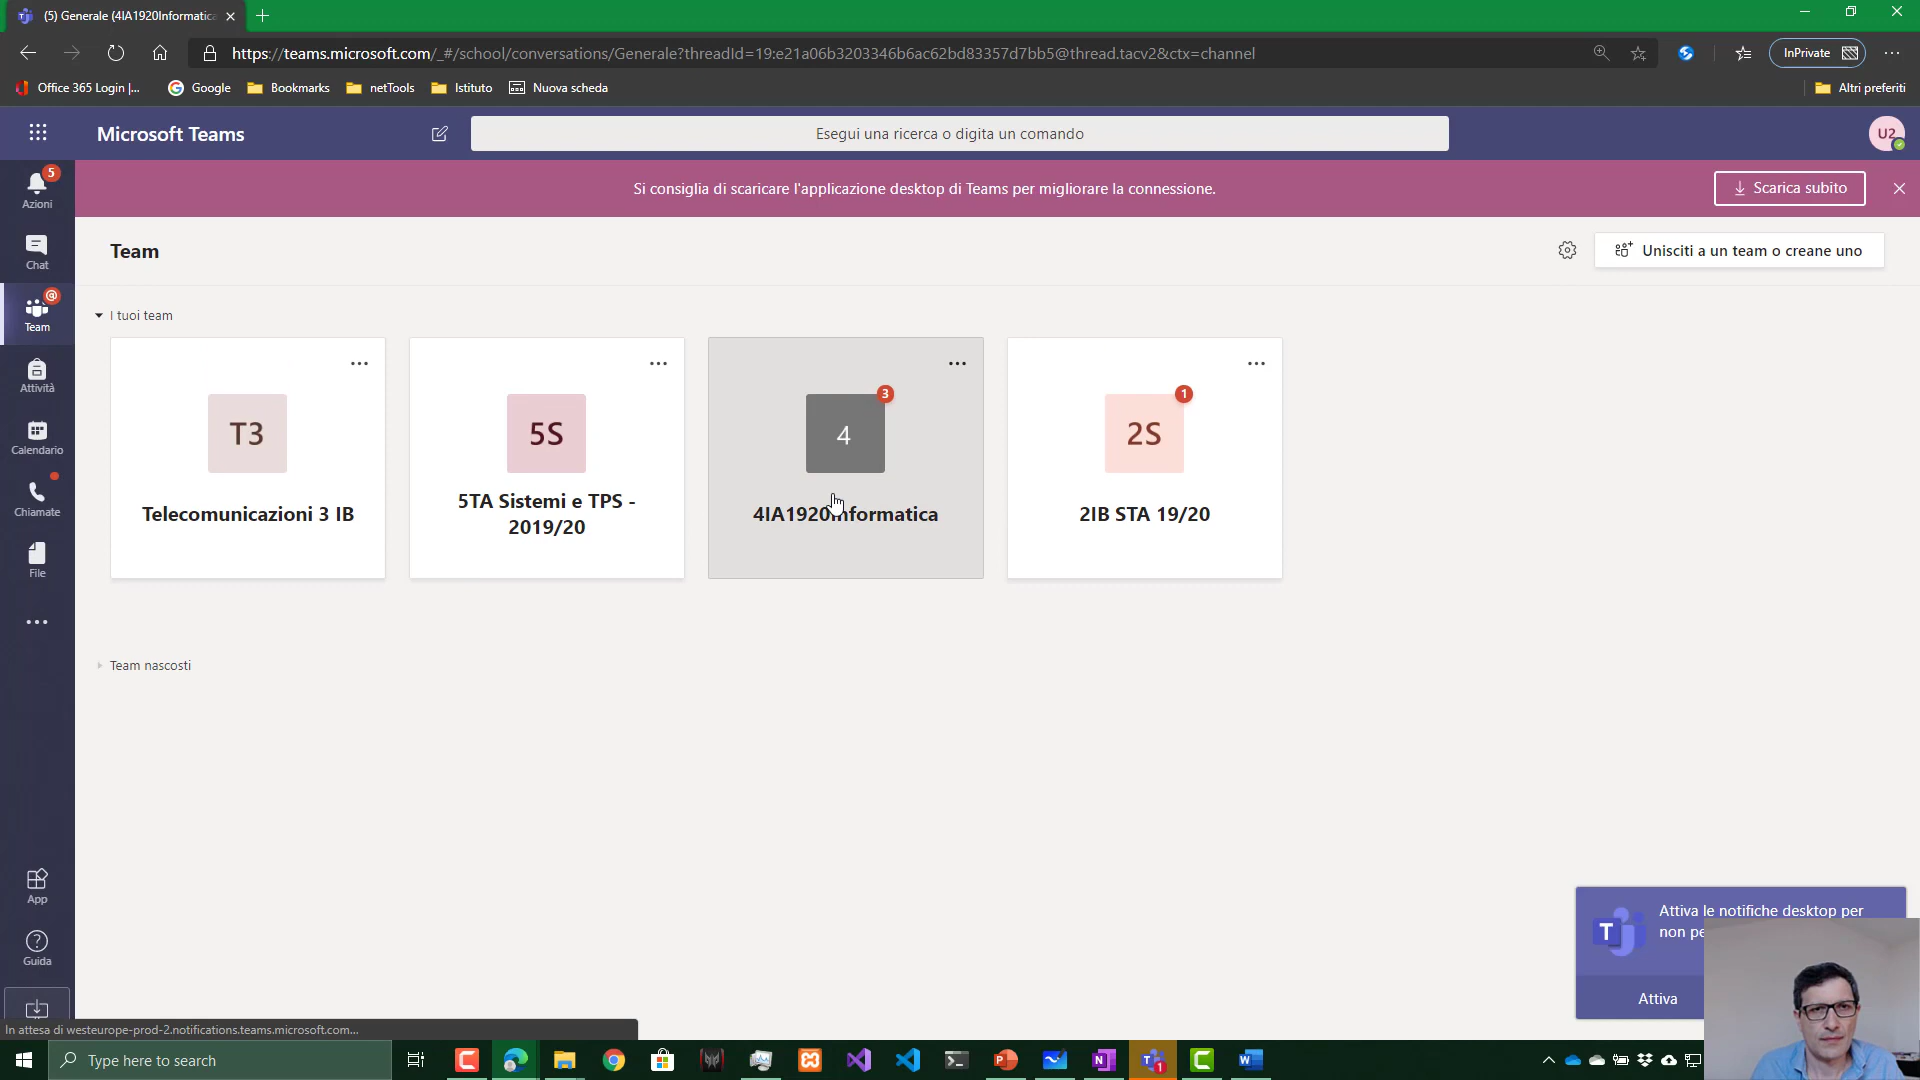 (5) Generale (4IA1920Informatica
https://teams.microsoft.com/_#/school/conversations/Generale?threadId=19:e21a06b3203346b6ac62bd83357d7bb5@thread.tacv2&ctx=channel
InPrivate
Office 365 Login |...
Google
Bookmarks
netTools
Istituto
Nuova scheda
Altri preferiti
Microsoft Teams
Esegui una ricerca o digita un comando
U2
5
Azioni
Si consiglia di scaricare l'applicazione desktop di Teams per migliorare la connessione.
Scarica subito
Chat
Team
Unisciti a un team o creane uno
@
Team
I tuoi team
T3
Telecomunicazioni 3 IB
5S
5TA Sistemi e TPS -
2019/20
3
4
4IA1920Informatica
1
2S
2IB STA 19/20
Attività
Calendario
Chiamate
File
Team nascosti
App
Guida
Attiva le notifiche desktop per
non
T
Attiva
In attesa di westeurope-prod-2.notifications.teams.microsoft.com...
Type here to search